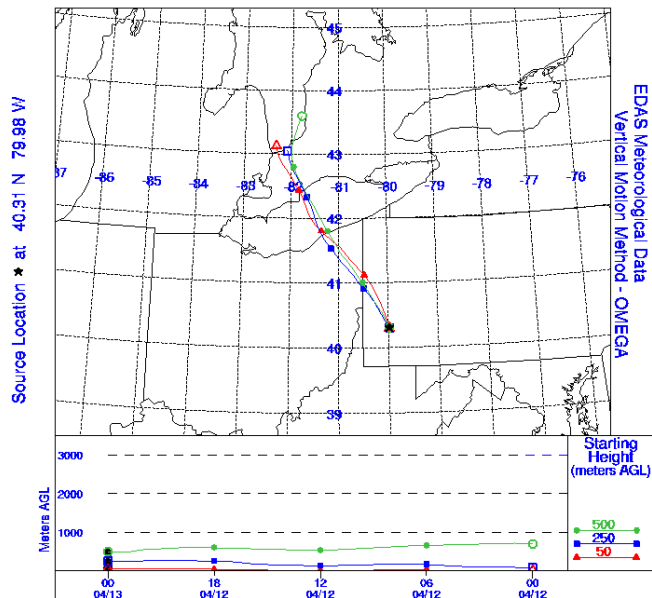 45
44
43
-87
-85
-84
-83
-82
-81
-80
-79
-78
-77
-76
42
41
40
39
Source Location ★ at 40.31 N 79.98 W
EDAS Meteorological Data
Vertical Motion Method - OMEGA
Meters AGL
3000
2000
1000
00 18 12 06 00
04/13 04/12 04/12 04/12 04/12
Starting
Height
(meters AGL)
500
250
50